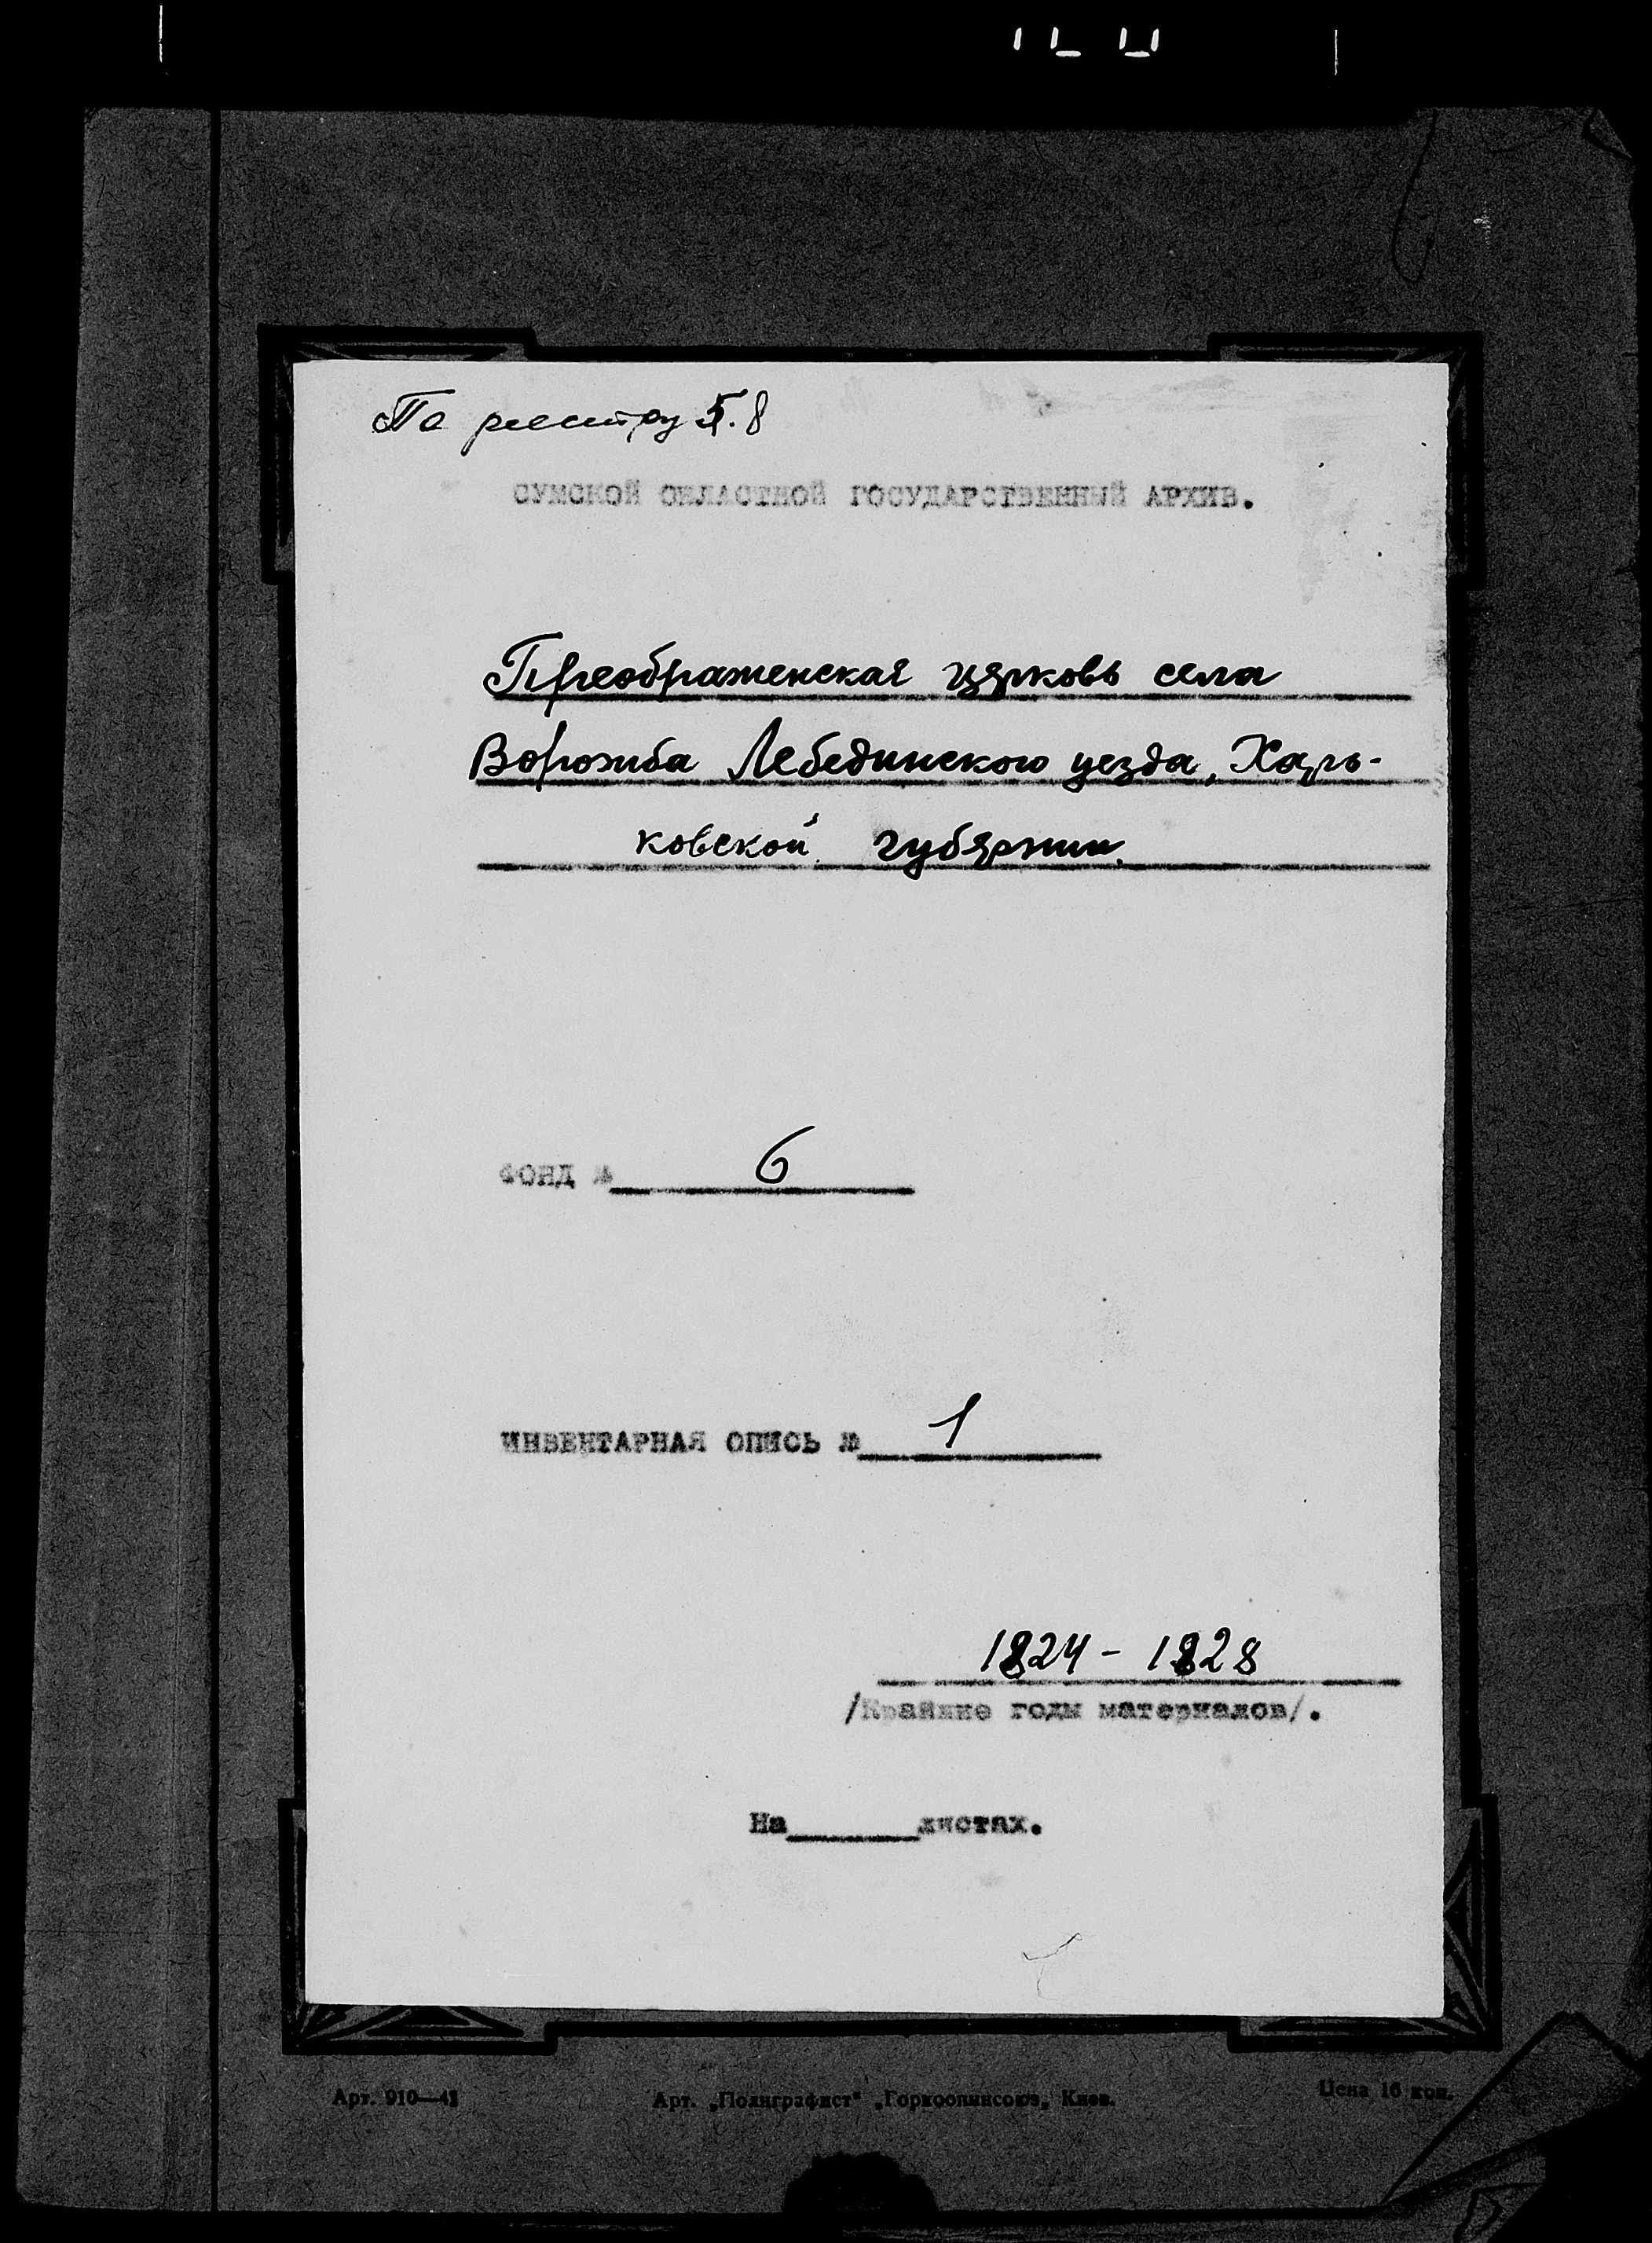 По реестру 5.8
СУМСКОЙ ОБЛАСТНОЙ ГОСУДАРСТВЕННЫЙ АРХИВ.
Преображенская церковь села
Ворожба Лебединского уезда, Харь-
ковской губернии.
ФОНД № 6
ИНВЕНТАРНАЯ ОПИСЬ № 1
1824 - 1828
/Крайние годы материалов/.
На______листах.
Арт. 910—41 Арт. „Полиграфист“ „Горкоопинсоюз„ Киев. Цена 16 коп.